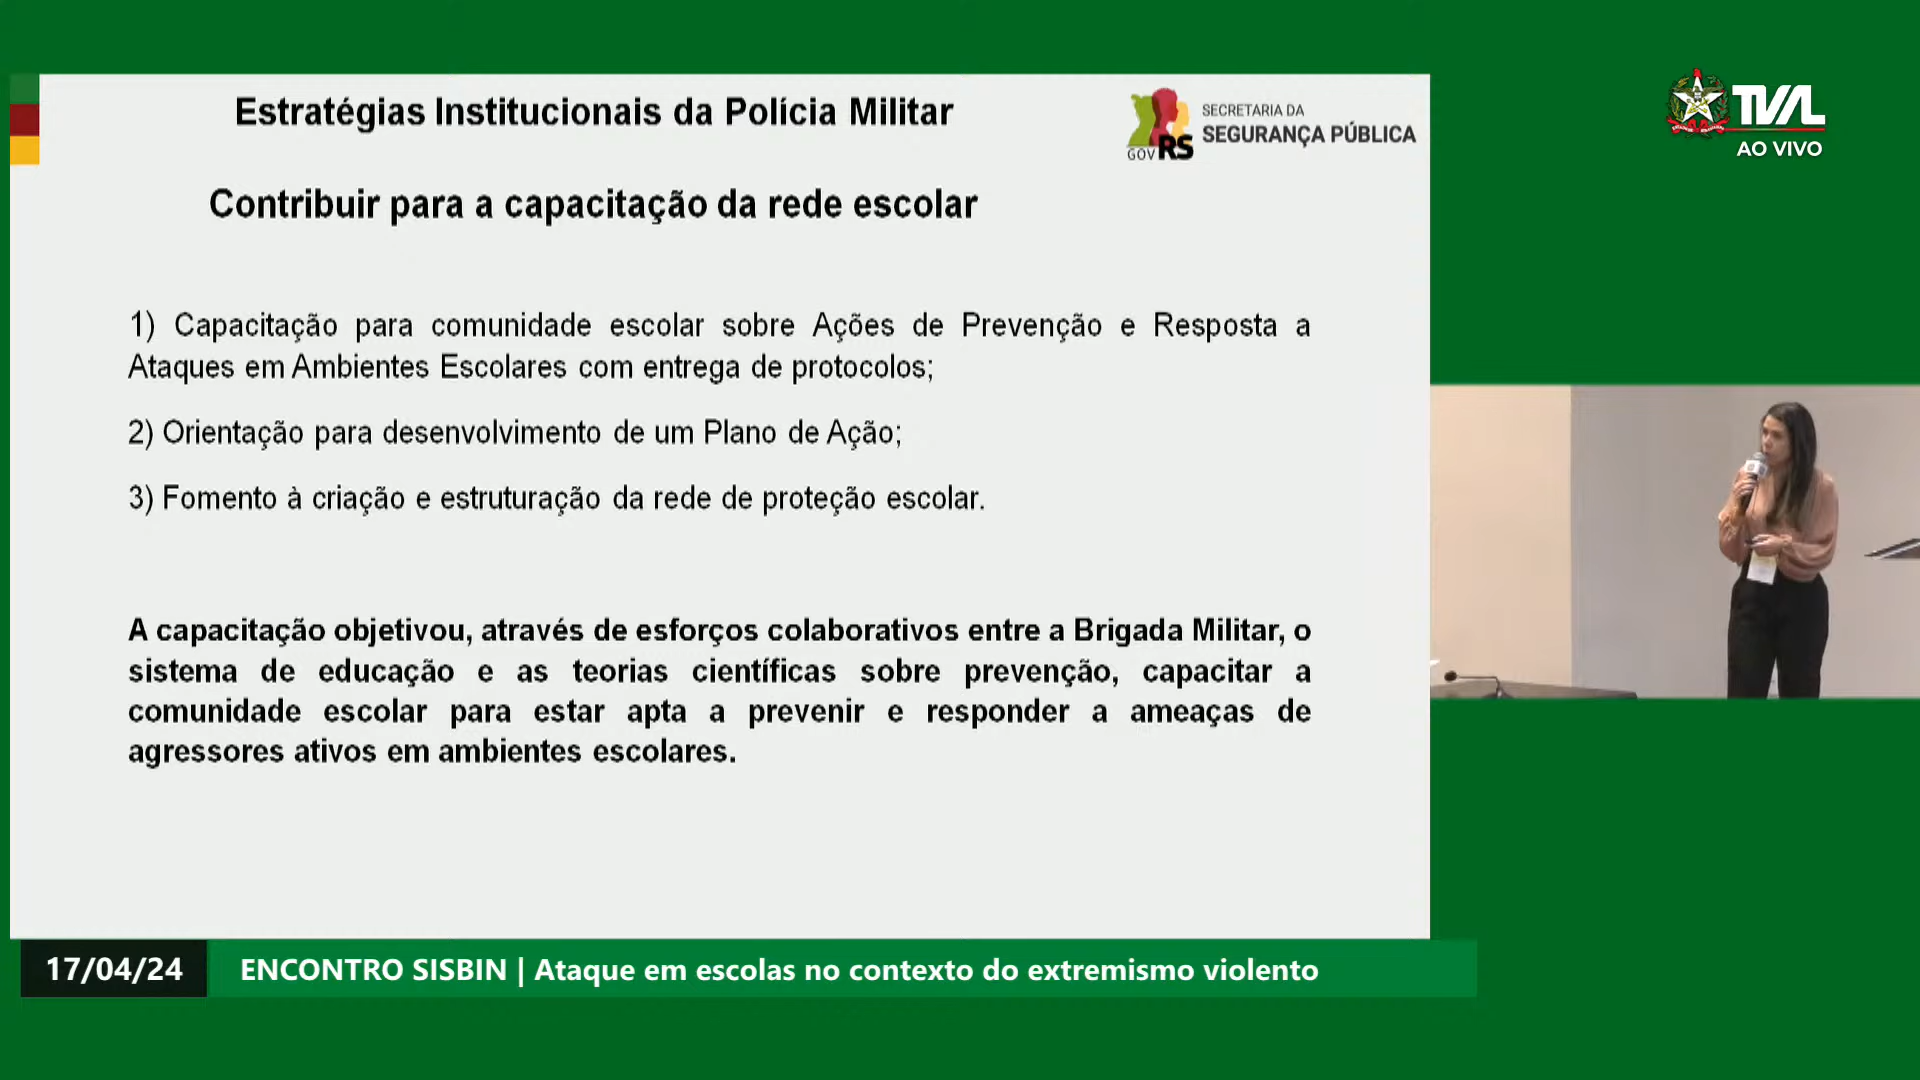 Estratégias Institucionais da Polícia Militar
GOV RS
SECRETARIA DA
SEGURANÇA PÚBLICA
TVAL
AO VIVO
Contribuir para a capacitação da rede escolar
1) Capacitação para comunidade escolar sobre Ações de Prevenção e Resposta a
Ataques em Ambientes Escolares com entrega de protocolos;
2) Orientação para desenvolvimento de um Plano de Ação;
3) Fomento à criação e estruturação da rede de proteção escolar.
A capacitação objetivou, através de esforços colaborativos entre a Brigada Militar, o
sistema de educação e as teorias científicas sobre prevenção, capacitar a
comunidade escolar para estar apta a prevenir e responder a ameaças de
agressores ativos em ambientes escolares.
17/04/24
ENCONTRO SISBIN | Ataque em escolas no contexto do extremismo violento